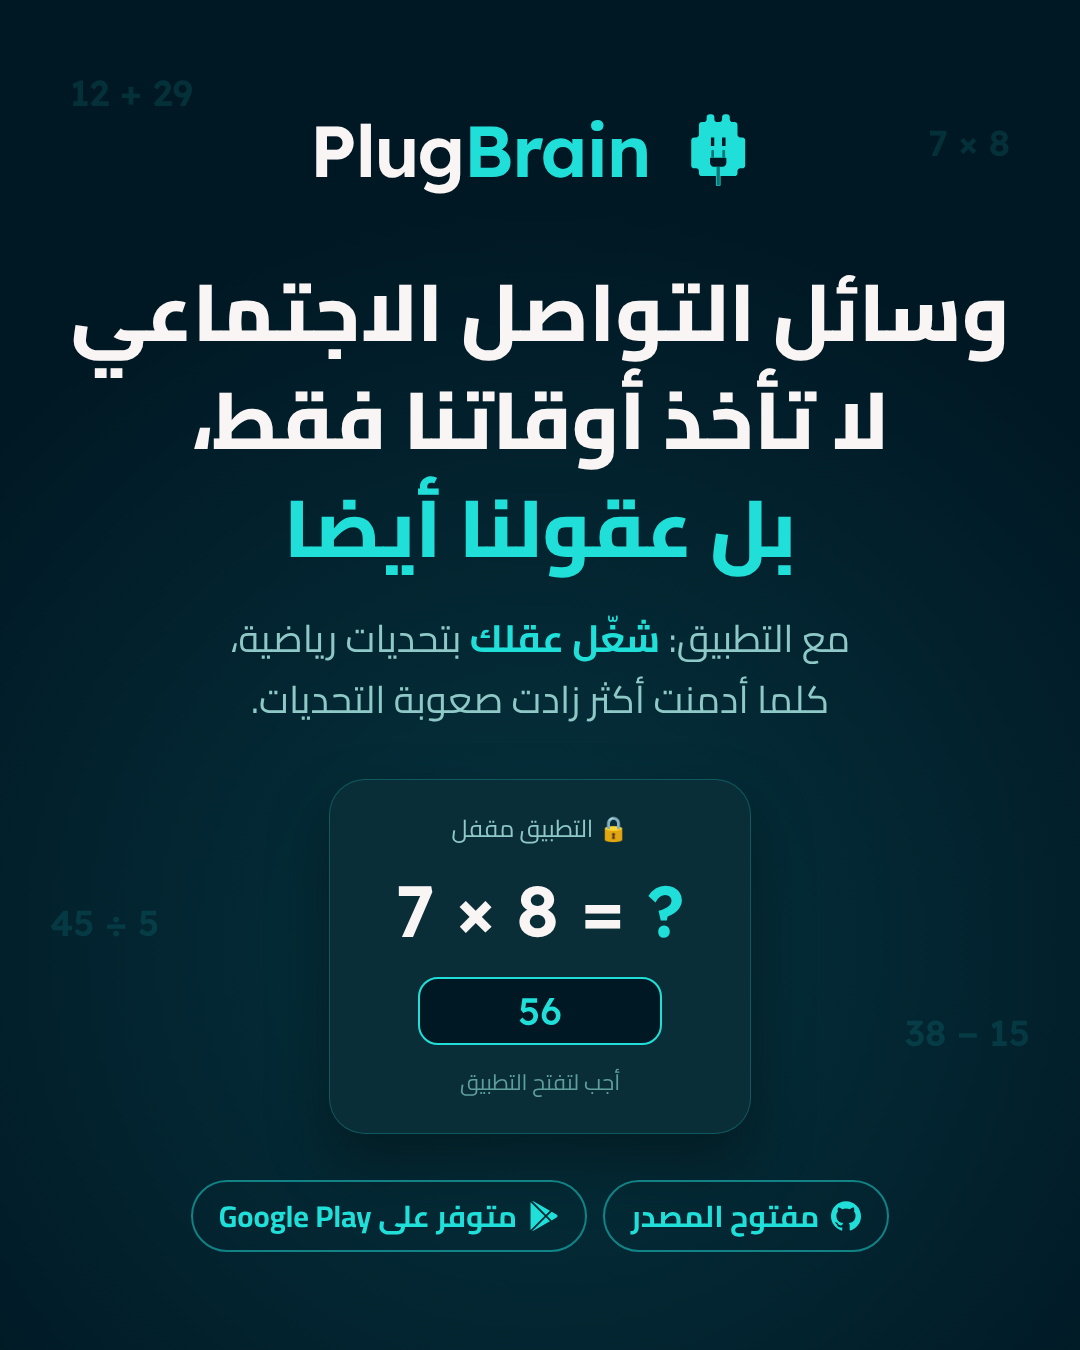 12 + 29
7 × 8
PlugBrain
وسائل التواصل الاجتماعي
لا تأخذ أوقاتنا فقط،
بل عقولنا أيضا
مع التطبيق: شغّل عقلك بتحديات رياضية،
كلما أدمنت أكثر زادت صعوبة التحديات.
🔒 التطبيق مقفل
7 × 8 = ?
45 ÷ 5
56
38 − 15
أجب لتفتح التطبيق
مفتوح المصدر
متوفر على Google Play